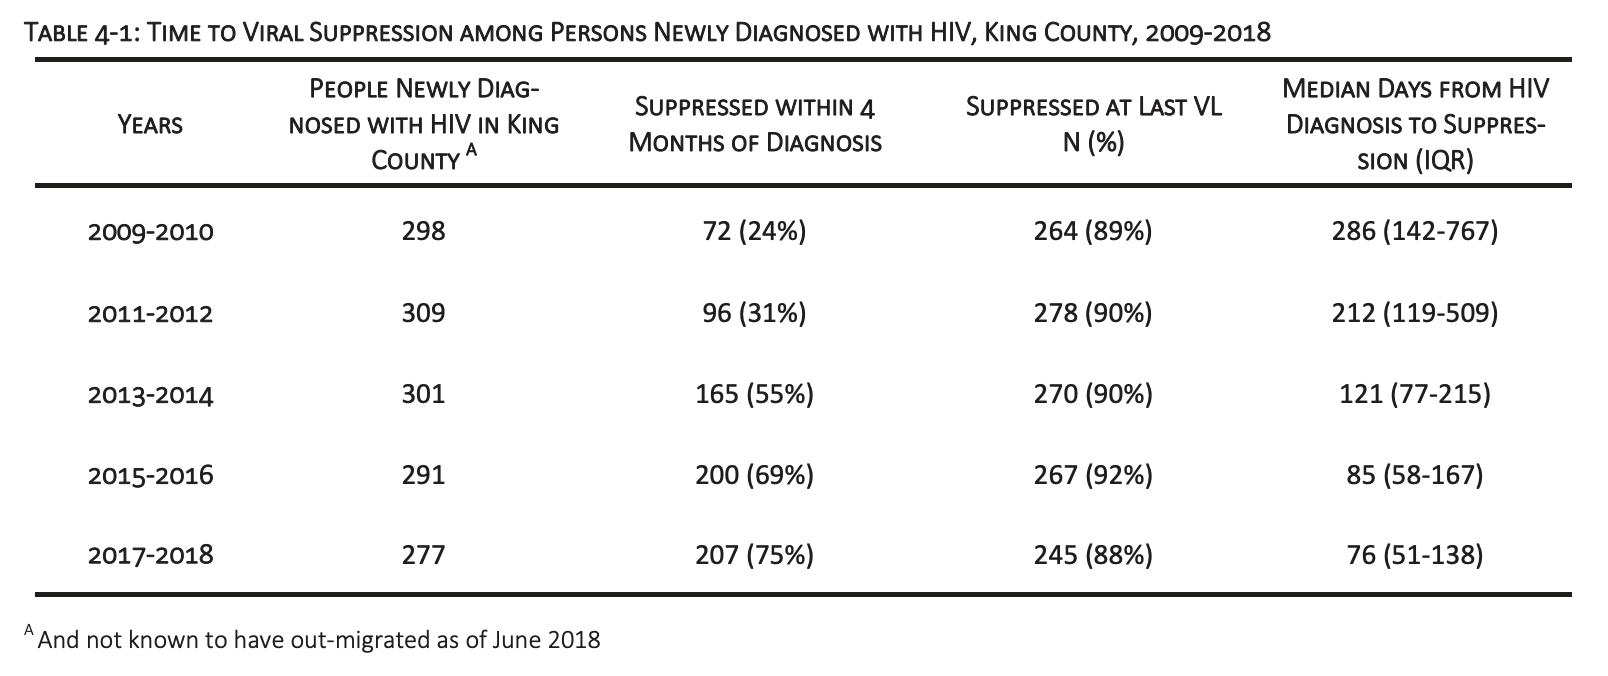 TABLE 4-1: TIME TO VIRAL SUPPRESSION AMONG PERSONS NEWLY DIAGNOSED WITH HIV, KING COUNTY, 2009-2018
YEARS
PEOPLE NEWLY DIAG-
NOSED WITH HIV IN KING
COUNTY A
SUPPRESSED WITHIN 4
MONTHS OF DIAGNOSIS
SUPPRESSED AT LAST VL
N (%)
MEDIAN DAYS FROM HIV
DIAGNOSIS TO SUPPRES-
SION (IQR)
2009-2010 298 72 (24%) 264 (89%) 286 (142-767)
2011-2012 309 96 (31%) 278 (90%) 212 (119-509)
2013-2014 301 165 (55%) 270 (90%) 121 (77-215)
2015-2016 291 200 (69%) 267 (92%) 85 (58-167)
2017-2018 277 207 (75%) 245 (88%) 76 (51-138)
A And not known to have out-migrated as of June 2018